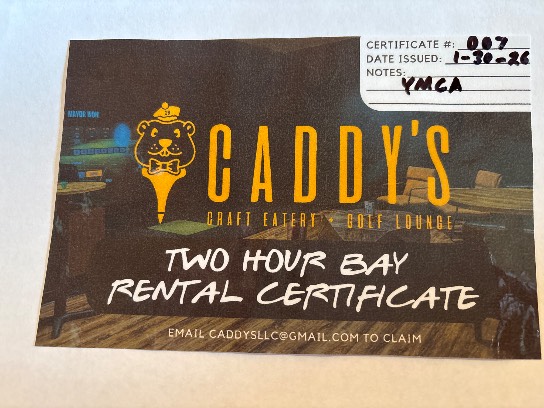 CERTIFICATE #: 007
DATE ISSUED: 1-30-26
NOTES:
YMCA
CADDY'S
CRAFT EATERY • GOLF LOUNGE
TWO HOUR BAY
RENTAL CERTIFICATE
EMAIL CADDYSLLC@GMAIL.COM TO CLAIM